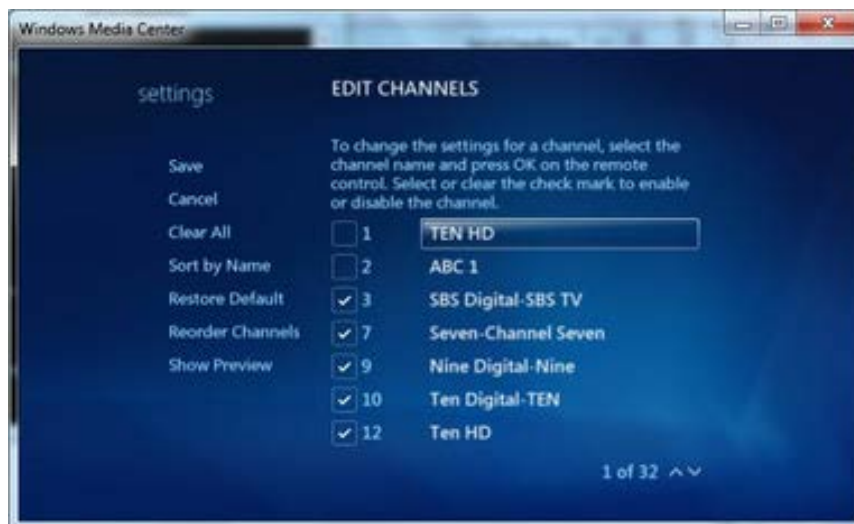 Windows Media Center
settings
EDIT CHANNELS
To change the settings for a channel, select the
channel name and press OK on the remote
control. Select or clear the check mark to enable
or disable the channel.
Save
Cancel
Clear All
Sort by Name
Restore Default
Reorder Channels
Show Preview
1 TEN HD
2 ABC 1
3 SBS Digital-SBS TV
7 Seven-Channel Seven
9 Nine Digital-Nine
10 Ten Digital-TEN
12 Ten HD
1 of 32